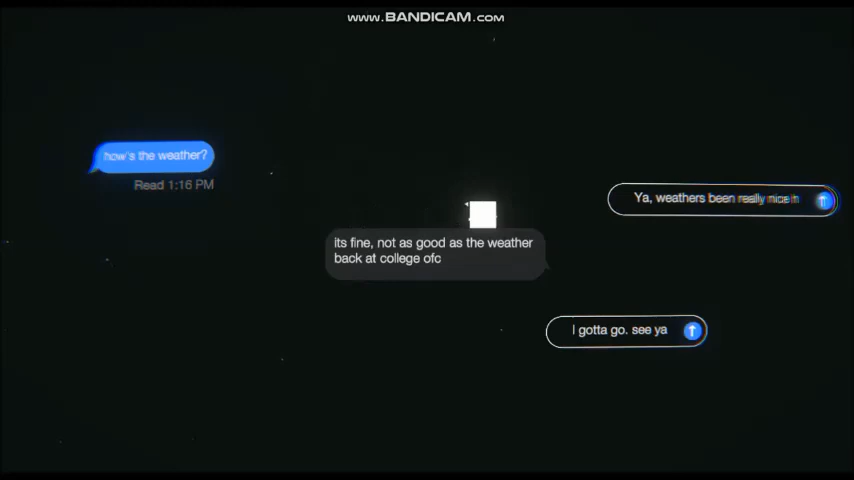 www.BANDICAM.com
how's the weather?
Read 1:16 PM
Ya, weathers been really nice in
its fine, not as good as the weather
back at college ofc
I gotta go. see ya